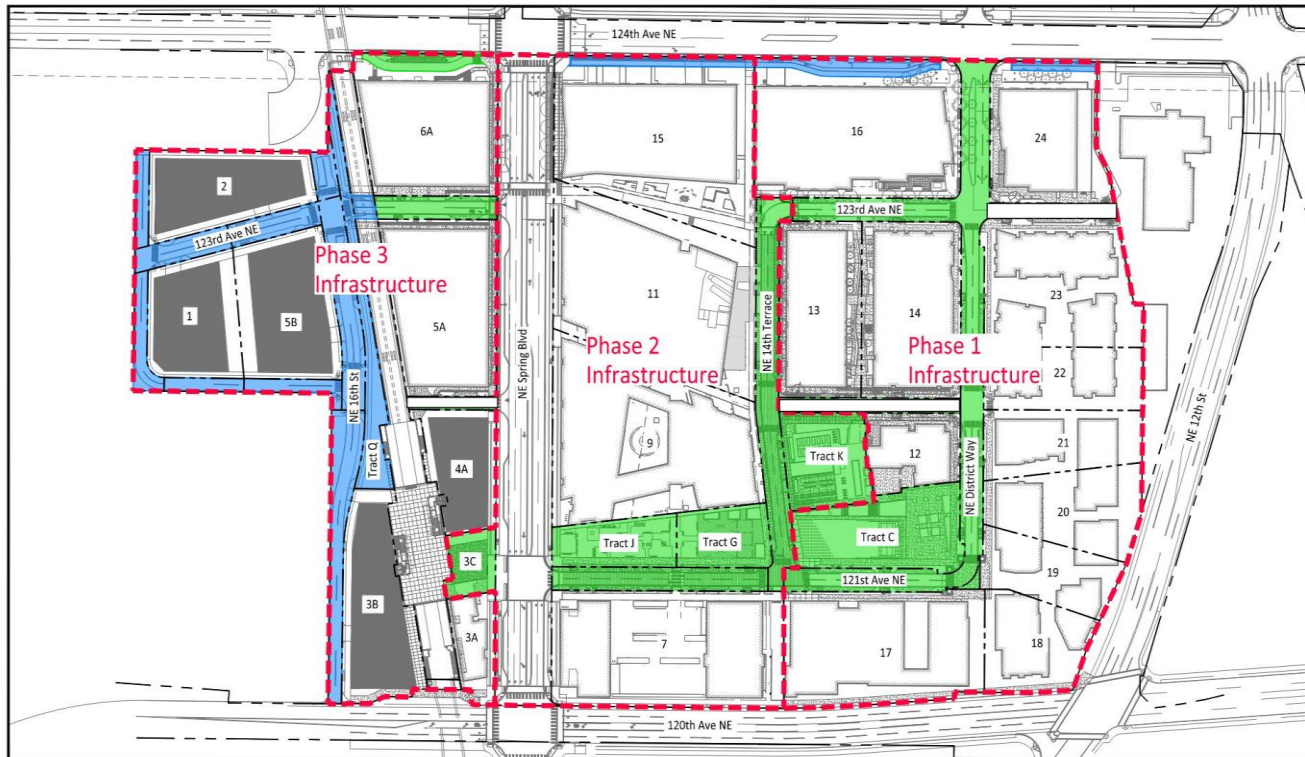 124th Ave NE
6A
15
16
24
2
123rd Ave NE
123rd Ave NE
Phase 3
Infrastructure
1
5B
5A
NE 16th St
Tract Q
NE Spring Blvd
11
Phase 2
Infrastructure
NE 14th Terrace
13
14
Phase 1
Infrastructure
23
22
NE 12th St
9
4A
Tract K
12
21
NE District Way
20
Tract J
Tract G
Tract C
3C
121st Ave NE
19
3B
3A
7
17
18
120th Ave NE